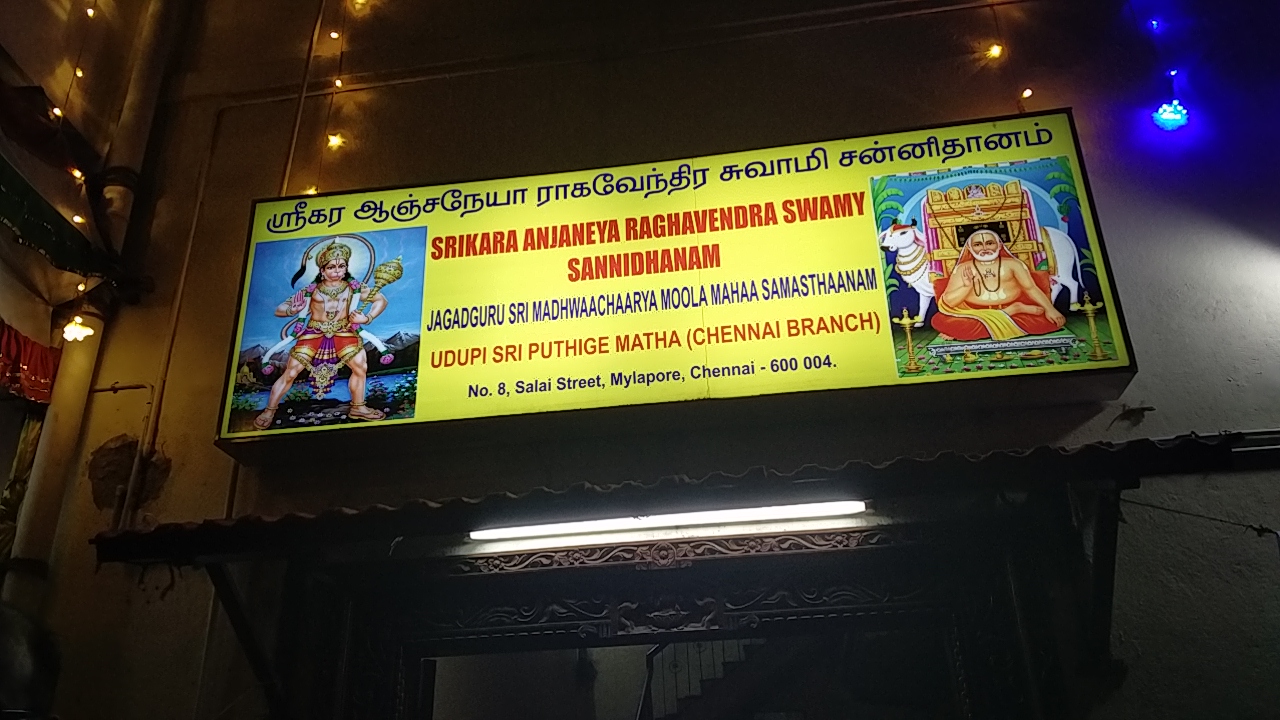 ஸ்ரீகர ஆஞ்சநேயா ராகவேந்திர சுவாமி சன்னிதானம்
SRIKARA ANJANEYA RAGHAVENDRA SWAMY
SANNIDHANAM
JAGADGURU SRI MADHWAACHAARYA MOOLA MAHAA SAMASTHAANAM
UDUPI SRI PUTHIGE MATHA (CHENNAI BRANCH)
No. 8, Salai Street, Mylapore, Chennai - 600 004.